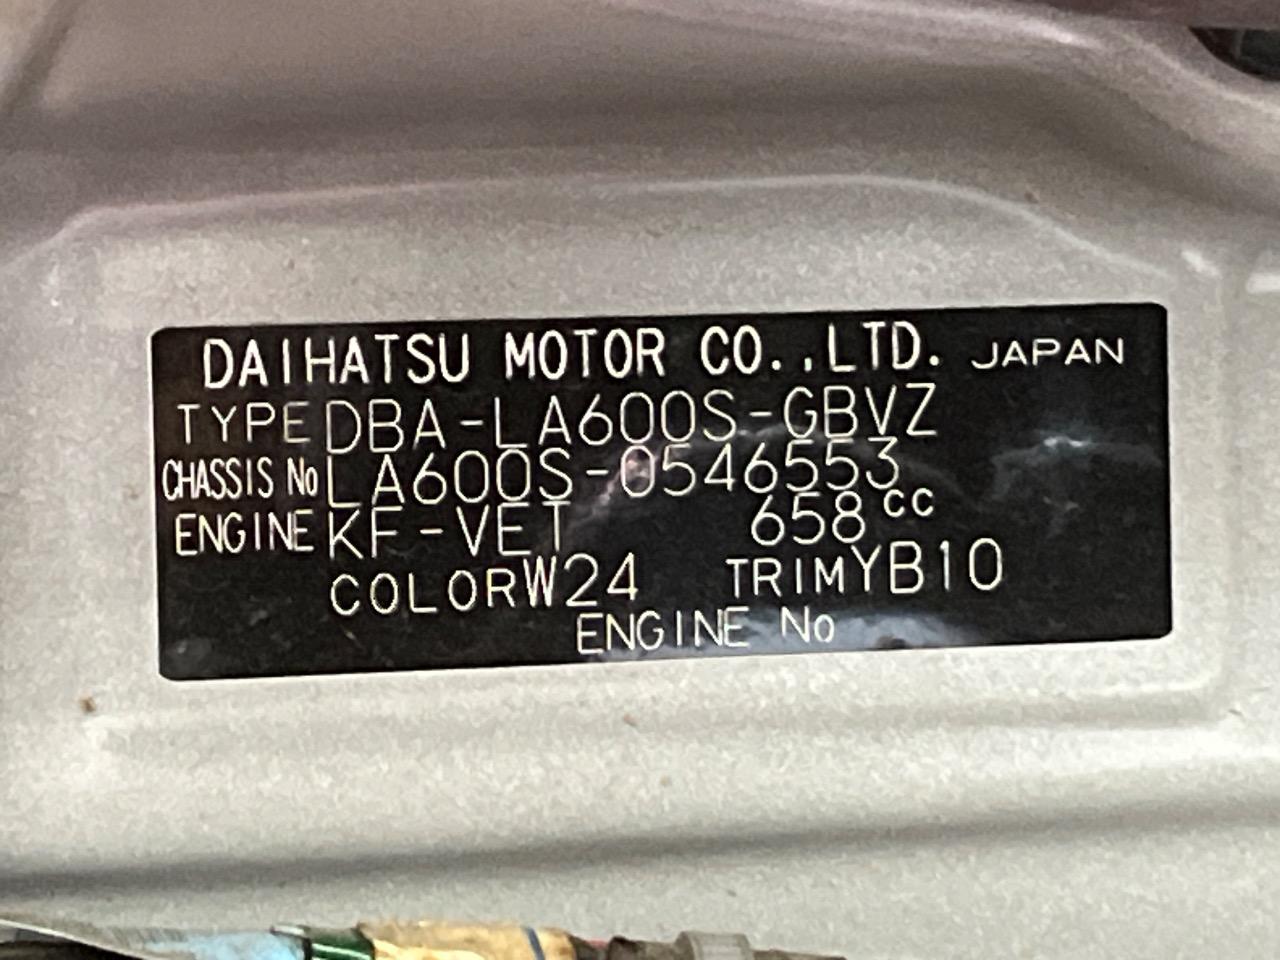 DAIHATSU MOTOR CO.,LTD. JAPAN
TYPE DBA-LA600S-GBVZ
CHASSIS No LA600S-0546553
ENGINE KF-VET 658 CC
COLOR W24 TRIM YB10
ENGINE No